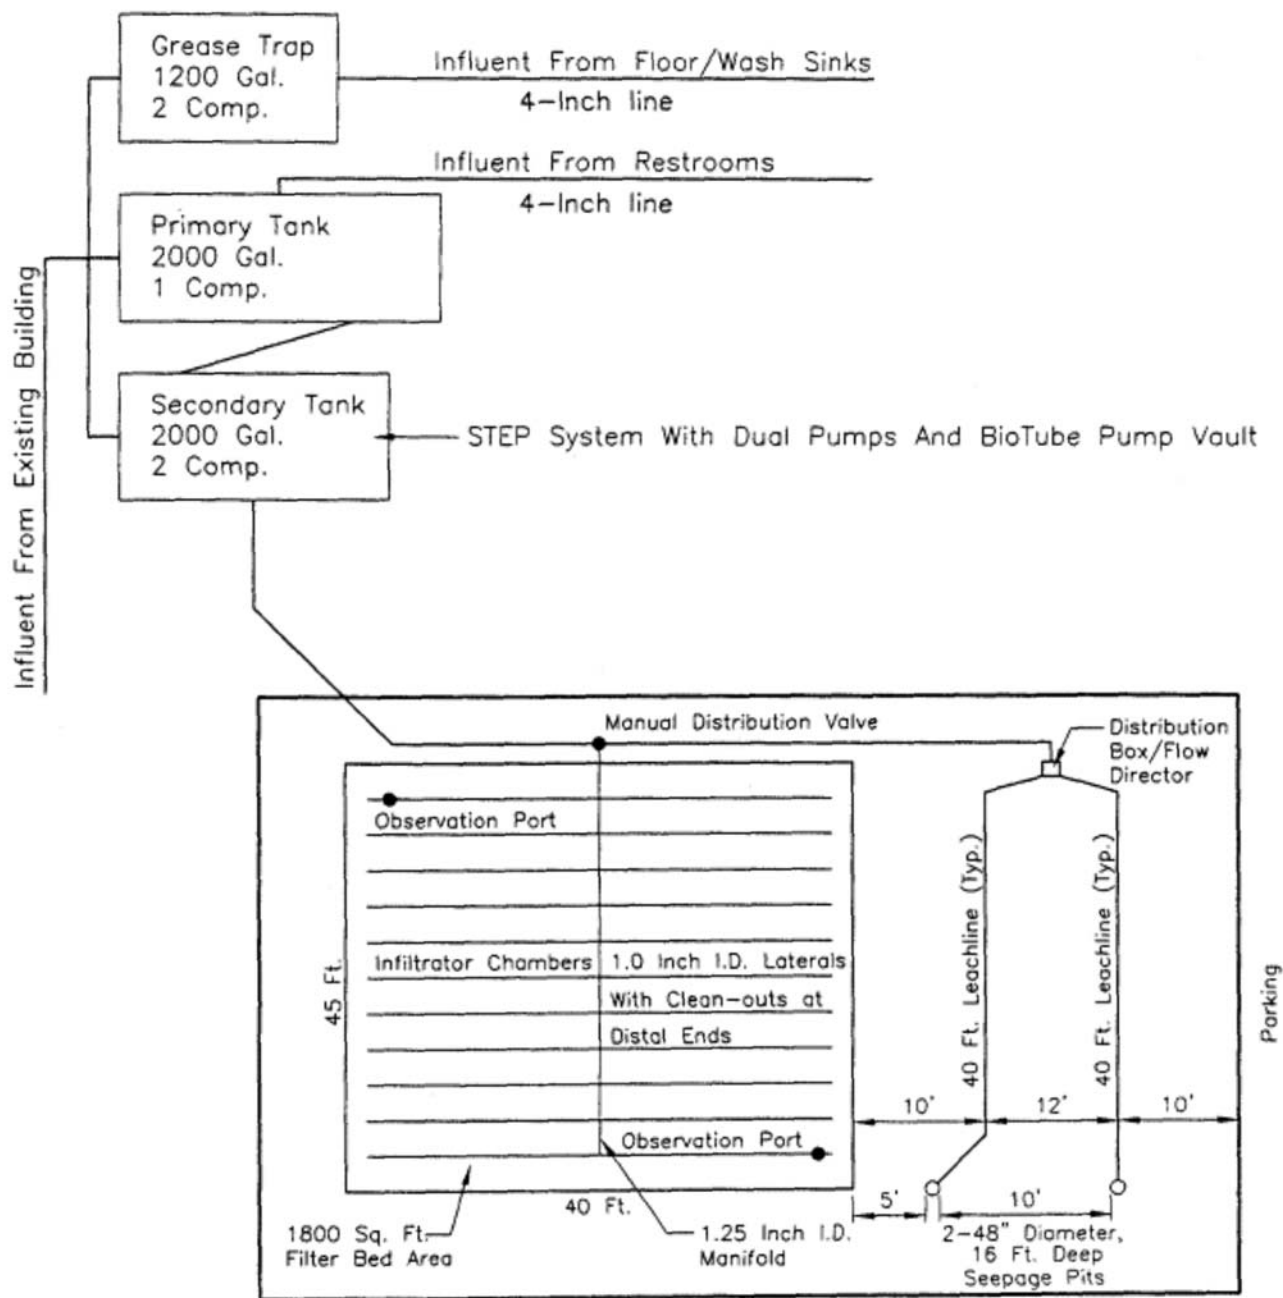 Grease Trap
1200 Gal.
2 Comp.
Influent From Floor/Wash Sinks
4-Inch line
Influent From Restrooms
4-Inch line
Primary Tank
2000 Gal.
1 Comp.
Influent From Existing Building
Secondary Tank
2000 Gal.
2 Comp.
STEP System With Dual Pumps And BioTube Pump Vault
Manual Distribution Valve
Distribution
Box/Flow
Director
Observation Port
Infiltrator Chambers
1.0 Inch I.D. Laterals
With Clean-outs at
Distal Ends
45 Ft.
40 Ft. Leachline (Typ.)
40 Ft. Leachline (Typ.)
Parking
10'
12'
10'
Observation Port
5'
10'
40 Ft.
1800 Sq. Ft.
Filter Bed Area
1.25 Inch I.D.
Manifold
2-48" Diameter,
16 Ft. Deep
Seepage Pits